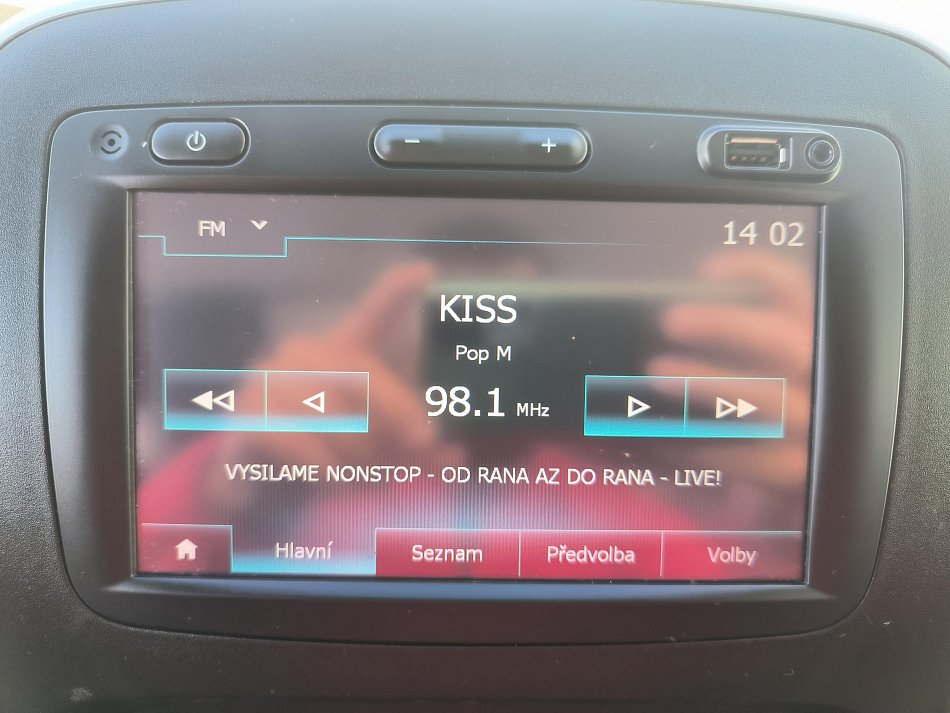 FM
14 02
KISS
Pop M
98.1 MHz
VYSILAME NONSTOP - OD RANA AZ DO RANA - LIVE!
Hlavní Seznam Předvolba Volby